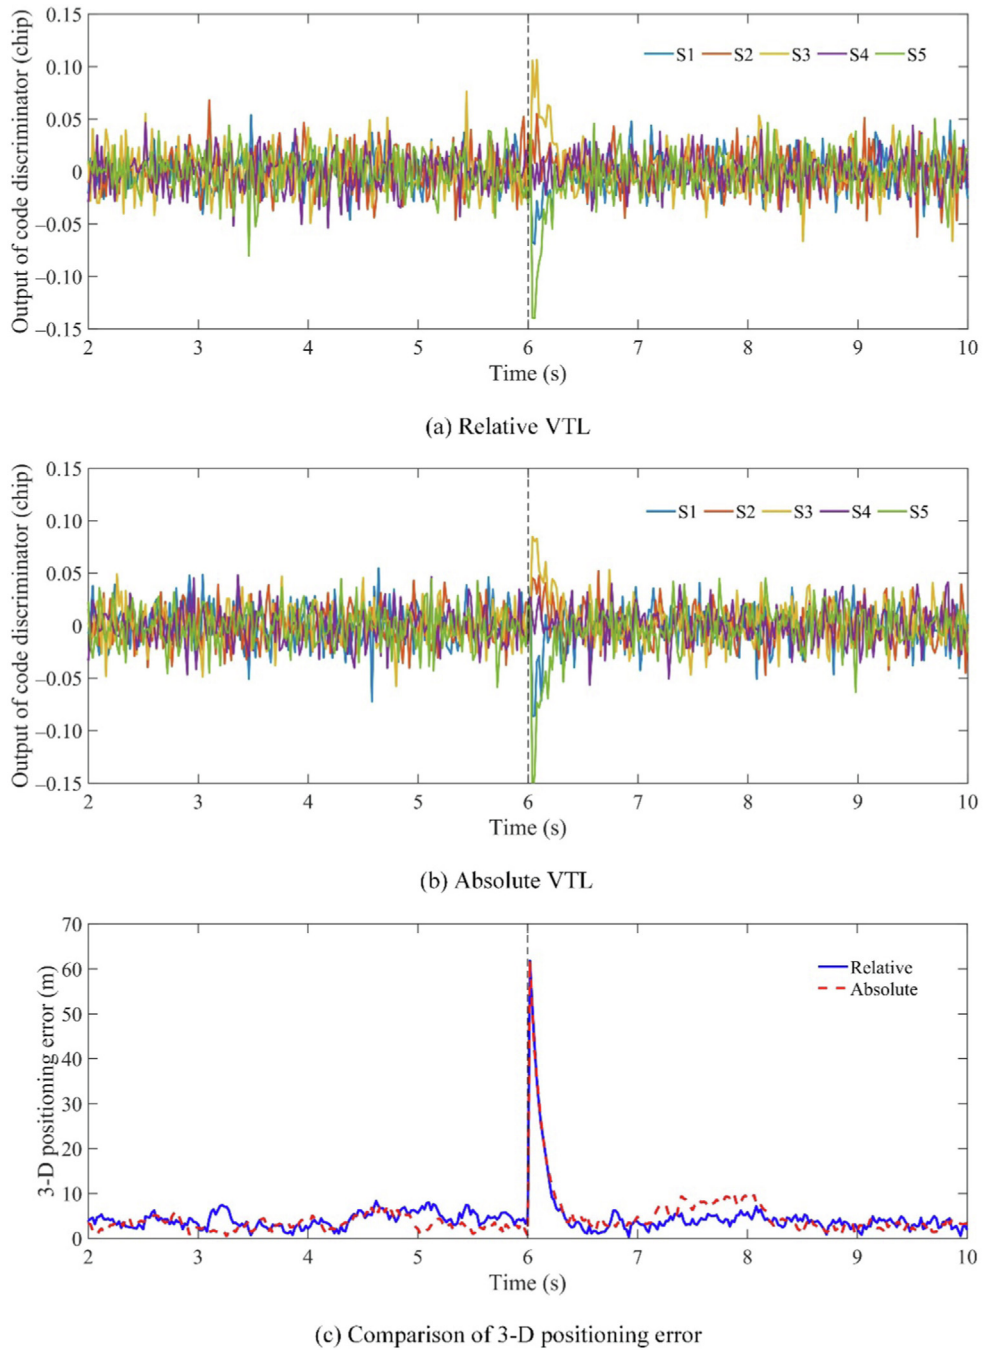 0.15
0.10
0.05
0
–0.05
–0.10
–0.15
Output of code discriminator (chip)
S1 S2 S3 S4 S5
2 3 4 5 6 7 8 9 10
Time (s)
(a) Relative VTL
0.15
0.10
0.05
0
–0.05
–0.10
–0.15
Output of code discriminator (chip)
S1 S2 S3 S4 S5
2 3 4 5 6 7 8 9 10
Time (s)
(b) Absolute VTL
70
60
50
40
30
20
10
0
3-D positioning error (m)
Relative
Absolute
2 3 4 5 6 7 8 9 10
Time (s)
(c) Comparison of 3-D positioning error